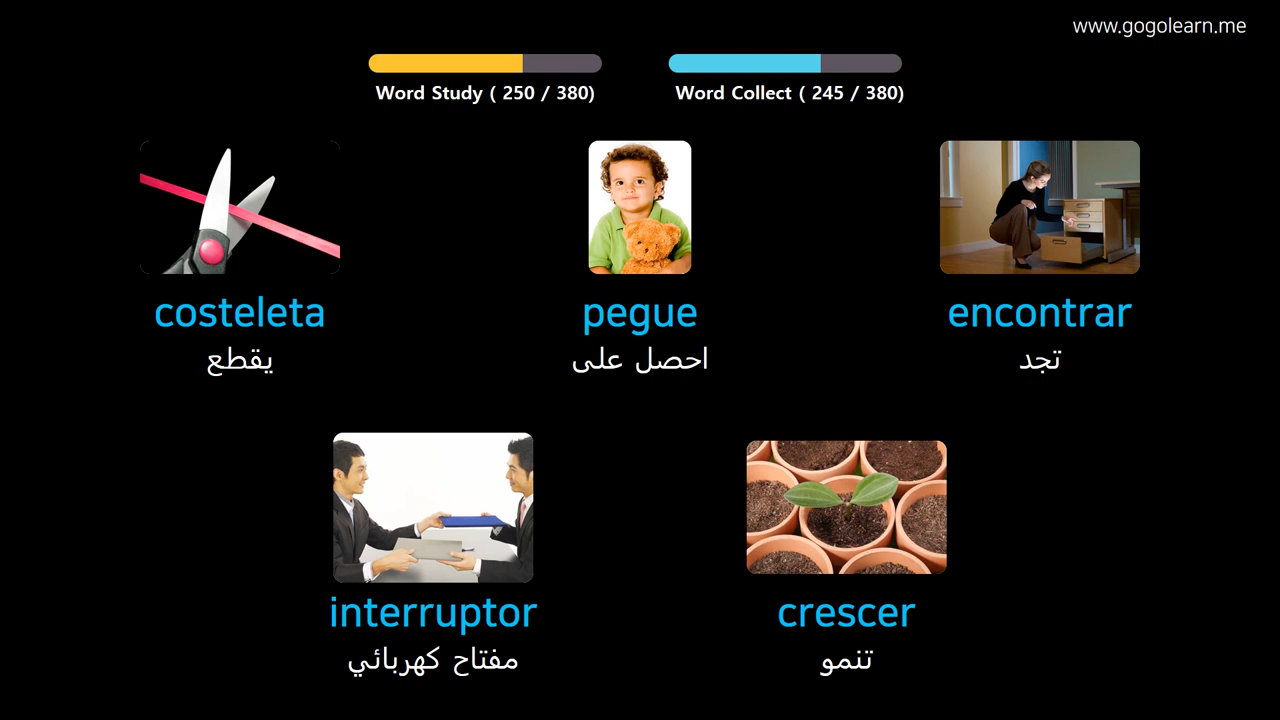 www.gogolearn.me
Word Study ( 250 / 380)
Word Collect ( 245 / 380)
costeleta
pegue
encontrar
يقطع
احصل على
تجد
interruptor
crescer
مفتاح كهربائي
تنمو